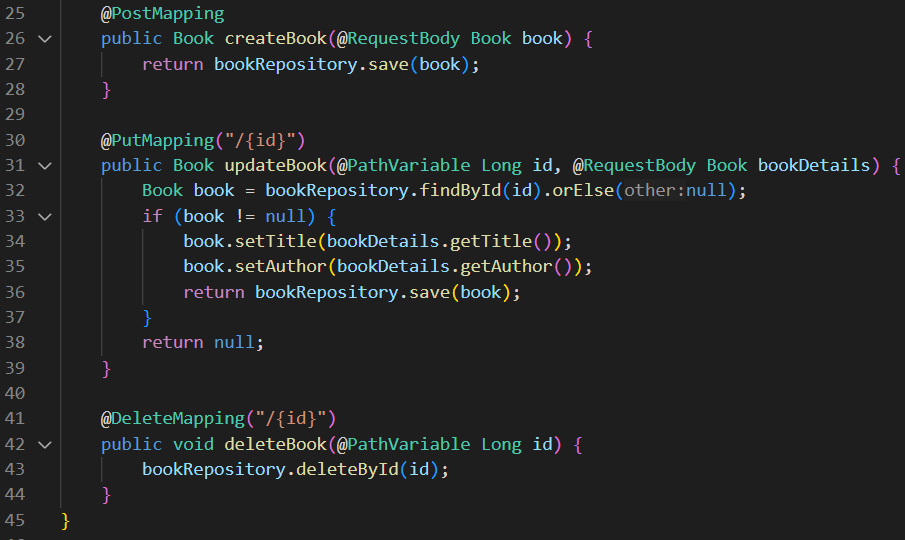 25 @PostMapping
26 public Book createBook(@RequestBody Book book) {
27 return bookRepository.save(book);
28 }
29
30 @PutMapping("/{id}")
31 public Book updateBook(@PathVariable Long id, @RequestBody Book bookDetails) {
32 Book book = bookRepository.findById(id).orElse(other:null);
33 if (book != null) {
34 book.setTitle(bookDetails.getTitle());
35 book.setAuthor(bookDetails.getAuthor());
36 return bookRepository.save(book);
37 }
38 return null;
39 }
40
41 @DeleteMapping("/{id}")
42 public void deleteBook(@PathVariable Long id) {
43 bookRepository.deleteById(id);
44 }
45 }